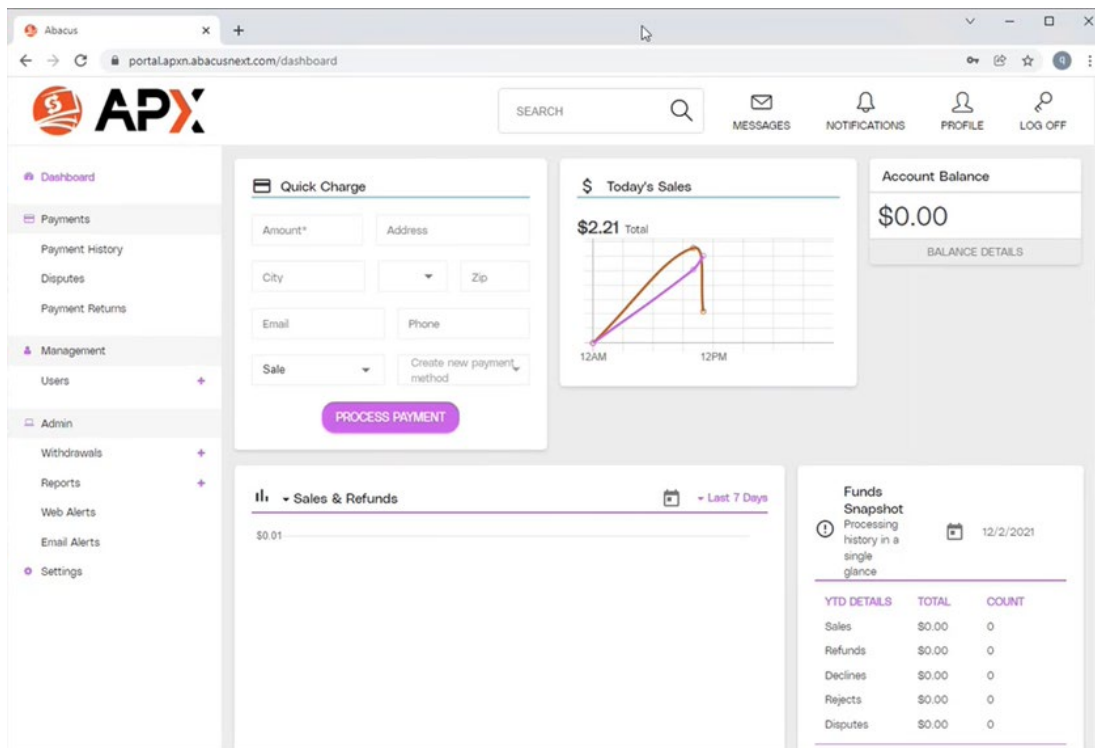 Abacus
portal.apxn.abacusnext.com/dashboard
q
$ APX
SEARCH
MESSAGES
NOTIFICATIONS
PROFILE
LOG OFF
Dashboard
Payments
Payment History
Disputes
Payment Returns
Management
Users +
Admin
Withdrawals +
Reports +
Web Alerts
Email Alerts
Settings
Quick Charge
Amount* Address
City Zip
Email Phone
Sale Create new payment
method
PROCESS PAYMENT
$ Today's Sales
$2.21 Total
12AM 12PM
Account Balance
$0.00
BALANCE DETAILS
Sales & Refunds Last 7 Days
$0.01
Funds
Snapshot
Processing
history in a
single
glance
12/2/2021
YTD DETAILS TOTAL COUNT
Sales $0.00 0
Refunds $0.00 0
Declines $0.00 0
Rejects $0.00 0
Disputes $0.00 0